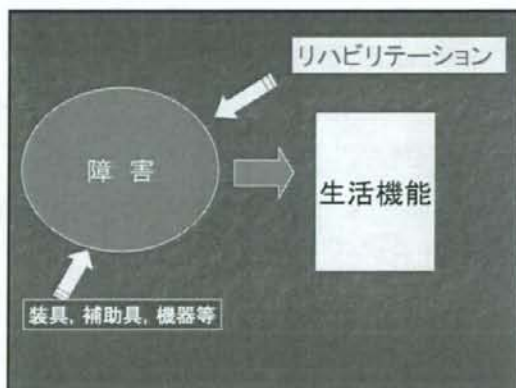 リハビリテーション
障 害
生活機能
装具，補助具，機器等